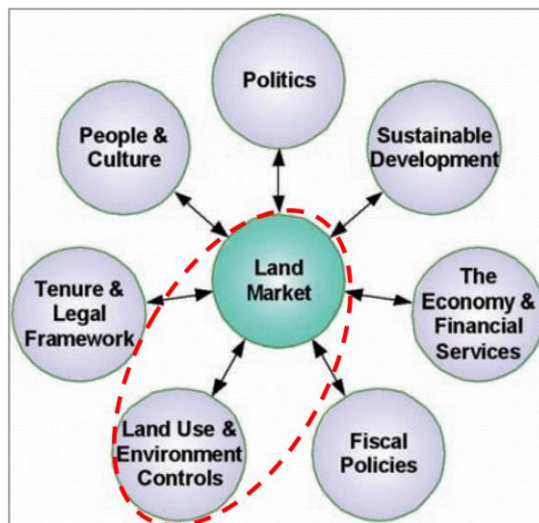 Politics
People &
Culture
Sustainable
Development
Land
Market
Tenure &
Legal
Framework
The
Economy &
Financial
Services
Land Use &
Environment
Controls
Fiscal
Policies